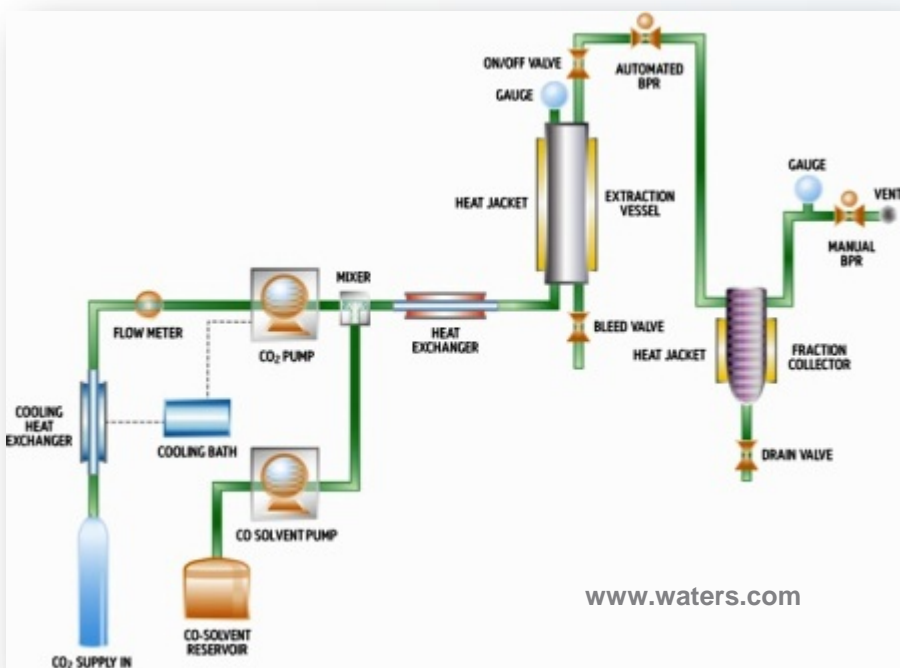 ON/OFF VALVE
GAUGE
AUTOMATED
BPR
HEAT JACKET
EXTRACTION
VESSEL
GAUGE
VENT
MANUAL
BPR
MIXER
FLOW METER
CO₂ PUMP
HEAT
EXCHANGER
BLEED VALVE
HEAT JACKET
FRACTION
COLLECTOR
COOLING
HEAT
EXCHANGER
COOLING BATH
DRAIN VALVE
CO SOLVENT PUMP
www.waters.com
CO-SOLVENT
RESERVOIR
CO₂ SUPPLY IN